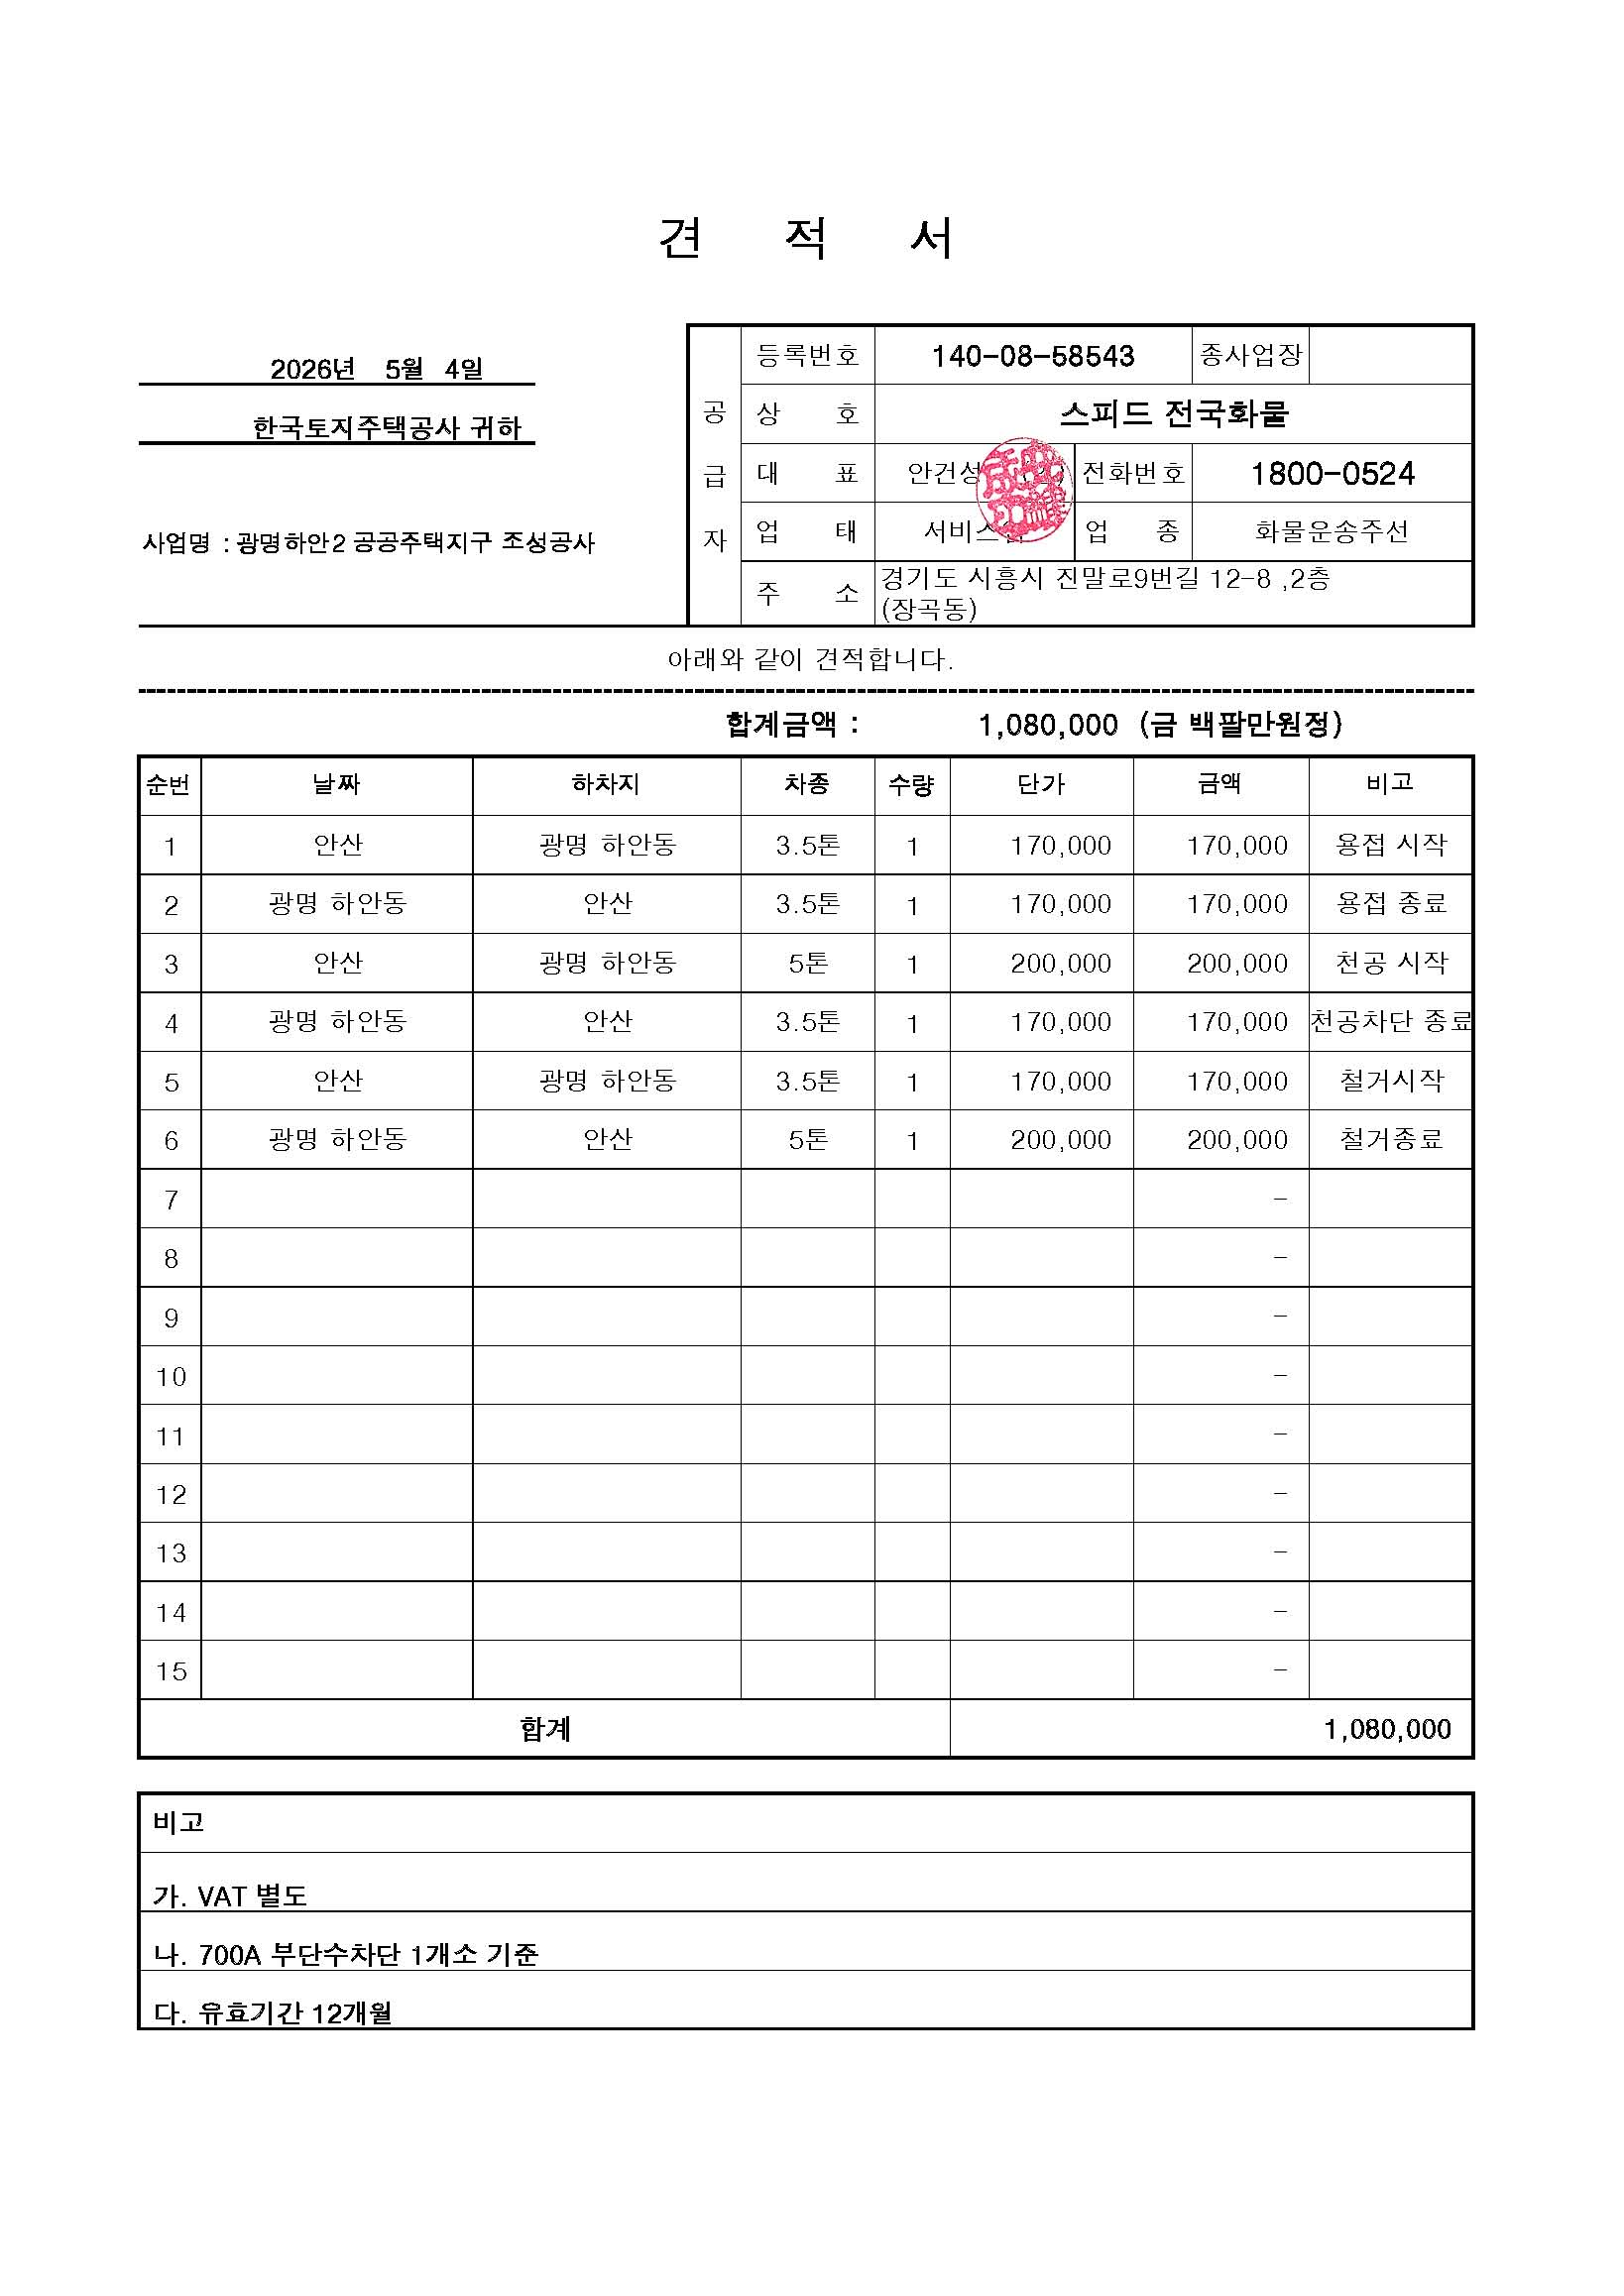 견 적 서
2026년 5월 4일
한국토지주택공사 귀하
사업명 : 광명하안2 공공주택지구 조성공사
공급자
등록번호 140-08-58543 종사업장
상 호 스피드 전국화물
대 표 안건성 전화번호 1800-0524
업 태 서비스업 업 종 화물운송주선
주 소 경기도 시흥시 진말로9번길 12-8 ,2층
(장곡동)
아래와 같이 견적합니다.
합계금액 : 1,080,000 (금 백팔만원정)
순번 날짜 하차지 차종 수량 단가 금액 비고
1 안산 광명 하안동 3.5톤 1 170,000 170,000 용접 시작
2 광명 하안동 안산 3.5톤 1 170,000 170,000 용접 종료
3 안산 광명 하안동 5톤 1 200,000 200,000 천공 시작
4 광명 하안동 안산 3.5톤 1 170,000 170,000 천공차단 종료
5 안산 광명 하안동 3.5톤 1 170,000 170,000 철거시작
6 광명 하안동 안산 5톤 1 200,000 200,000 철거종료
7 -
8 -
9 -
10 -
11 -
12 -
13 -
14 -
15 -
합계 1,080,000
비고
가. VAT 별도
나. 700A 부단수차단 1개소 기준
다. 유효기간 12개월